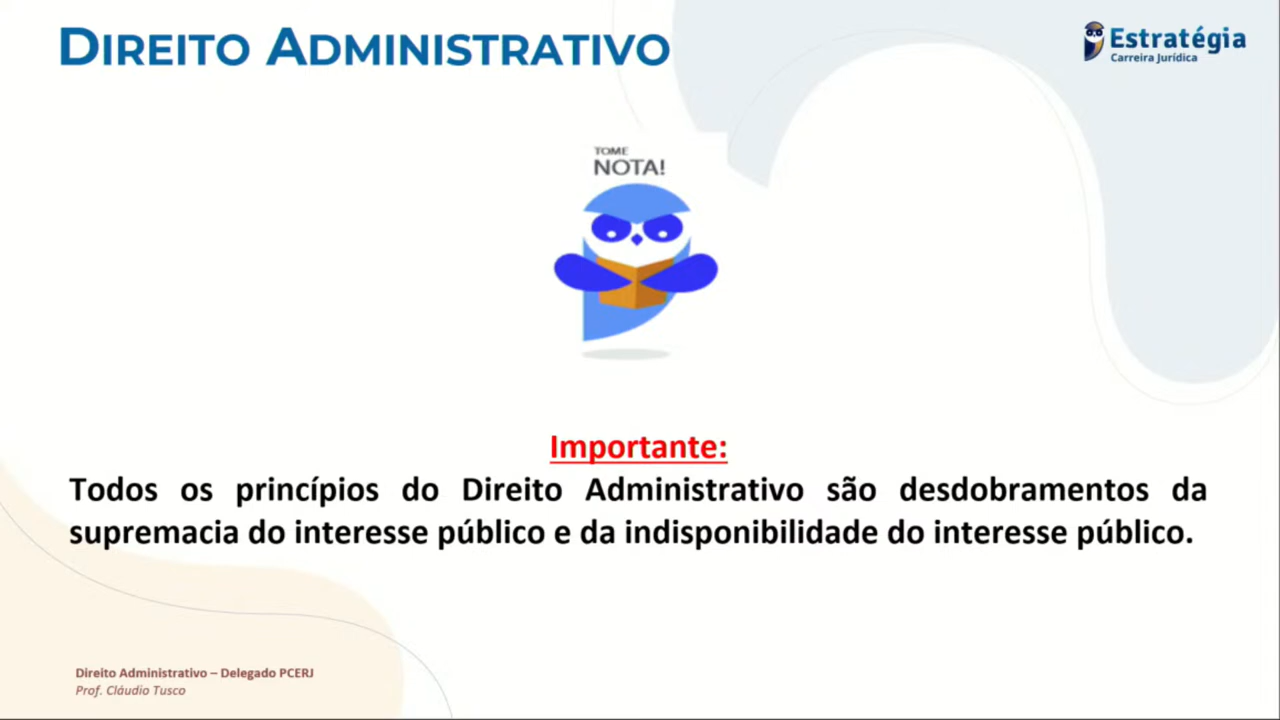 DIREITO ADMINISTRATIVO
Estratégia
Carreira Jurídica
TOME
NOTA!
Importante:
Todos os princípios do Direito Administrativo são desdobramentos da
supremacia do interesse público e da indisponibilidade do interesse público.
Direito Administrativo – Delegado PCERJ
Prof. Cláudio Tusco